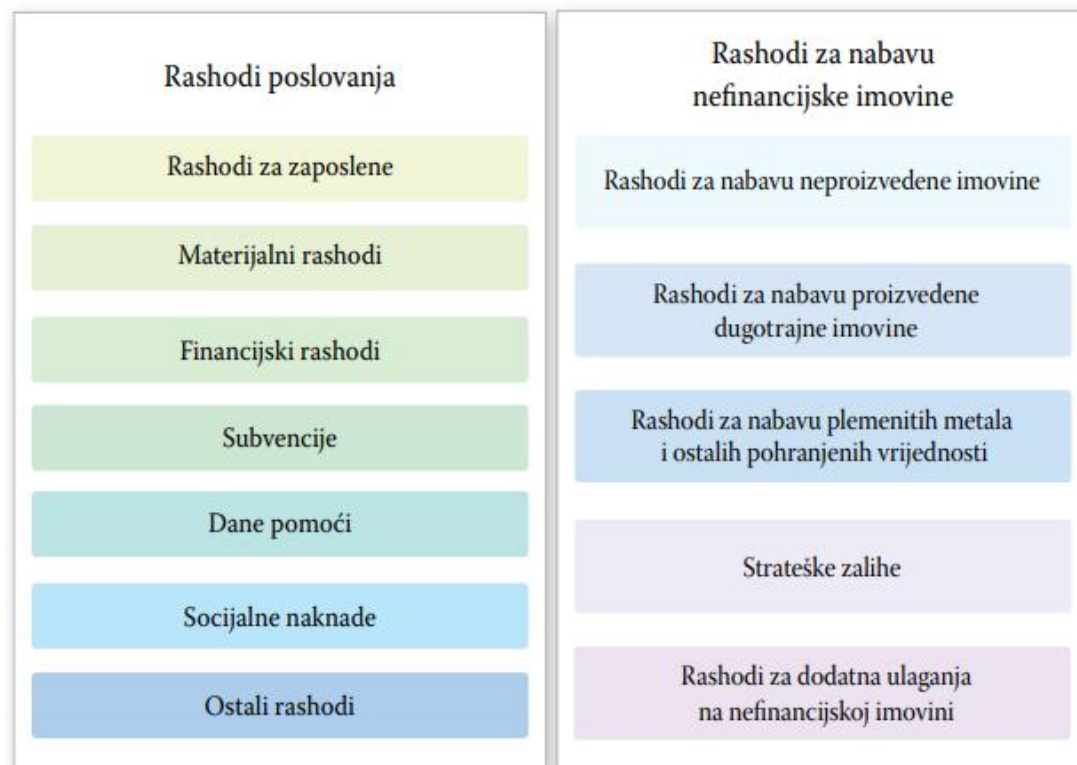 Rashodi poslovanja
Rashodi za zaposlene
Materijalni rashodi
Financijski rashodi
Subvencije
Dane pomoći
Socijalne naknade
Ostali rashodi
Rashodi za nabavu
nefinancijske imovine
Rashodi za nabavu neproizvedene imovine
Rashodi za nabavu proizvedene
dugotrajne imovine
Rashodi za nabavu plemenitih metala
i ostalih pohranjenih vrijednosti
Strateške zalihe
Rashodi za dodatna ulaganja
na nefinancijskoj imovini